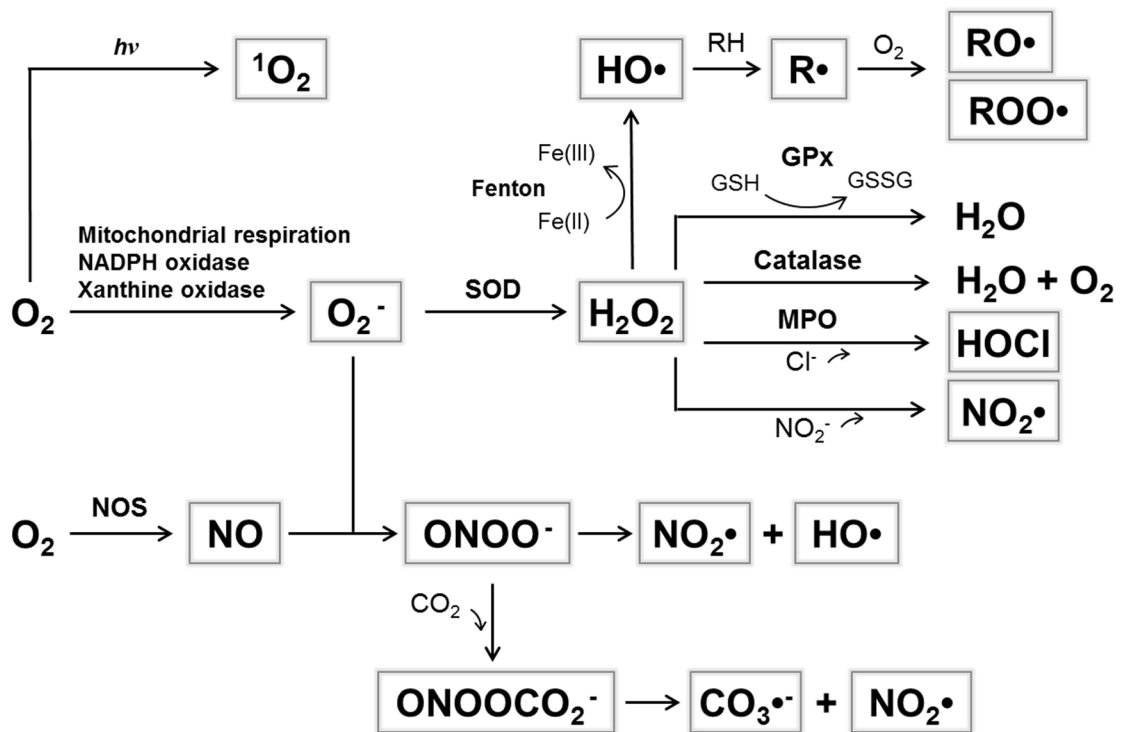 hν
¹O₂
HO•
RH
R•
O₂
RO•
ROO•
Fe(III)
Fenton
Fe(II)
GPx
GSH
GSSG
H₂O
Mitochondrial respiration
NADPH oxidase
Xanthine oxidase
O₂
O₂⁻
SOD
H₂O₂
Catalase
H₂O + O₂
MPO
Cl⁻
HOCl
NO₂⁻
NO₂•
O₂
NOS
NO
ONOO⁻
NO₂• + HO•
CO₂
ONOOCO₂⁻
CO₃•⁻ + NO₂•